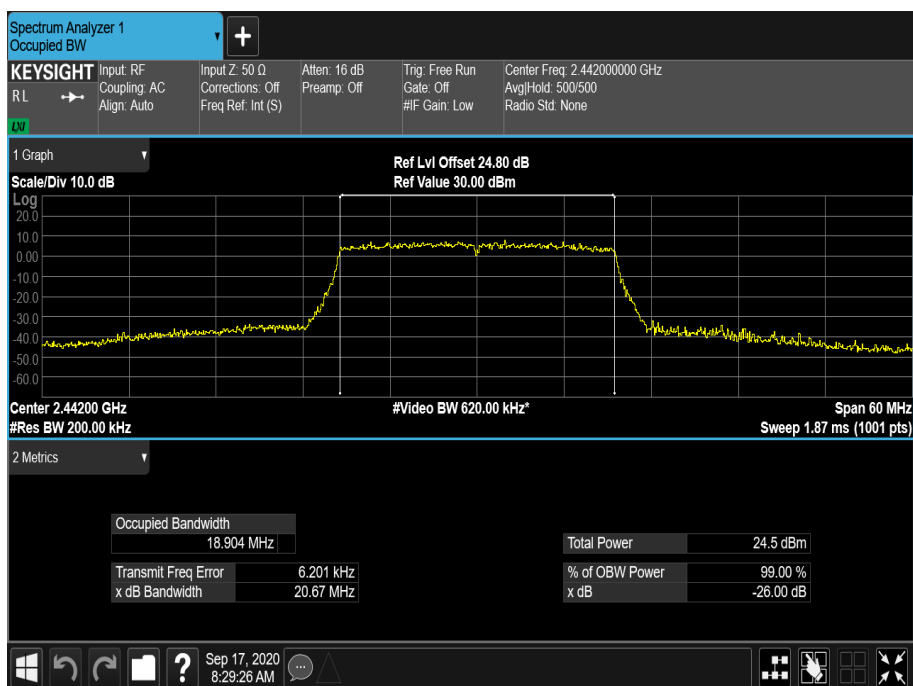 Spectrum Analyzer 1
Occupied BW
KEYSIGHT
R L
LXI
Input: RF
Coupling: AC
Align: Auto
Input Z: 50 Ω
Corrections: Off
Freq Ref: Int (S)
Atten: 16 dB
Preamp: Off
Trig: Free Run
Gate: Off
#IF Gain: Low
Center Freq: 2.442000000 GHz
Avg|Hold: 500/500
Radio Std: None
1 Graph
Scale/Div 10.0 dB
Ref Lvl Offset 24.80 dB
Ref Value 30.00 dBm
Log
20.0
10.0
0.00
-10.0
-20.0
-30.0
-40.0
-50.0
-60.0
Center 2.44200 GHz
#Video BW 620.00 kHz*
Span 60 MHz
#Res BW 200.00 kHz
Sweep 1.87 ms (1001 pts)
2 Metrics
Occupied Bandwidth
18.904 MHz
Total Power 24.5 dBm
Transmit Freq Error 6.201 kHz
% of OBW Power 99.00 %
x dB Bandwidth 20.67 MHz
x dB -26.00 dB
?
Sep 17, 2020
8:29:26 AM